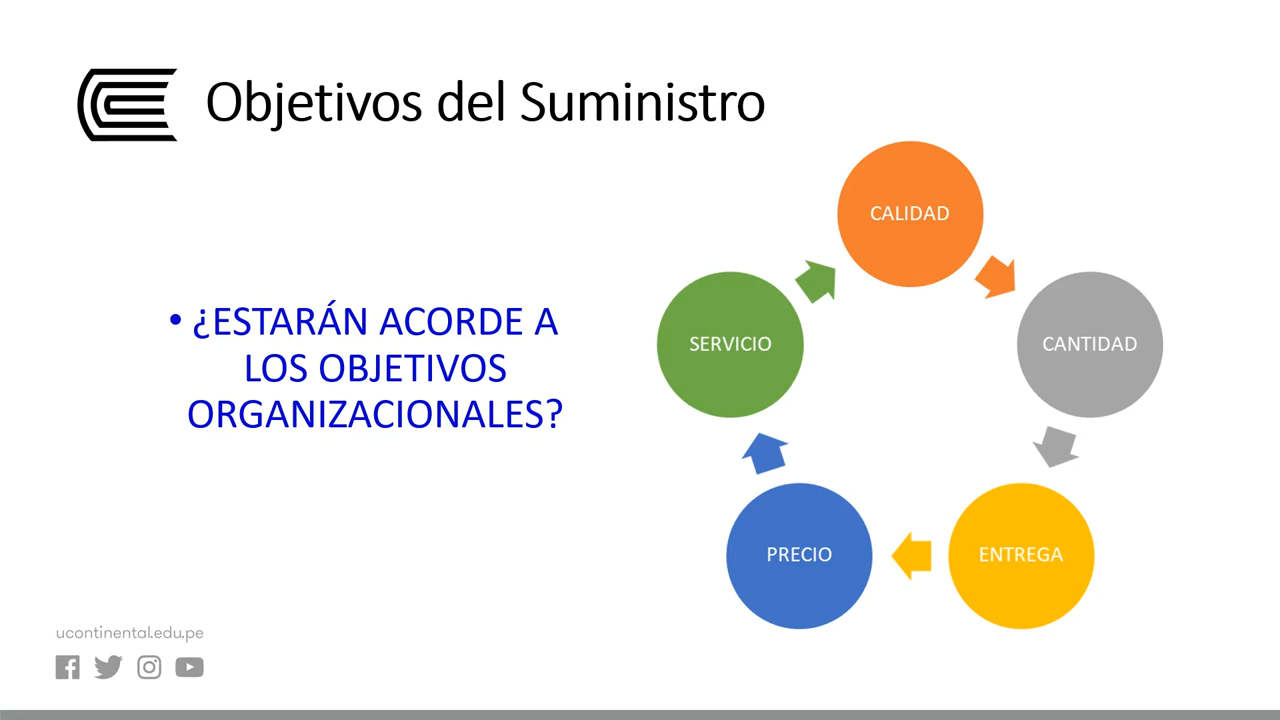 Objetivos del Suministro
• ¿ESTARÁN ACORDE A
LOS OBJETIVOS
ORGANIZACIONALES?
CALIDAD
CANTIDAD
ENTREGA
PRECIO
SERVICIO
ucontinental.edu.pe